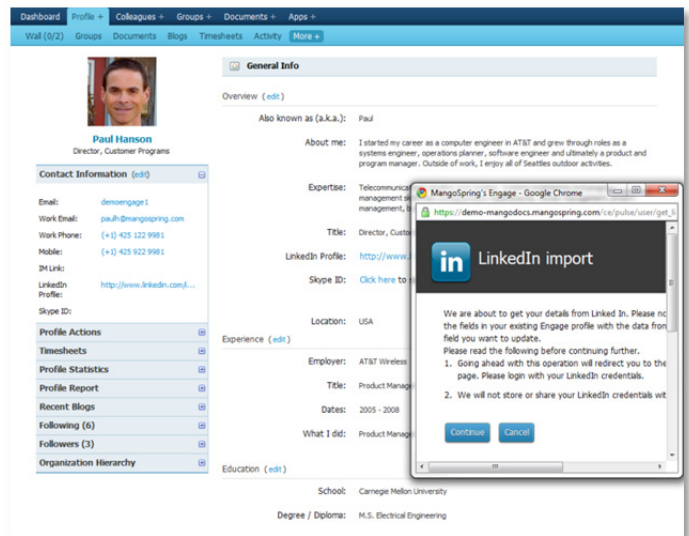 Dashboard Profile + Colleagues + Groups + Documents + Apps +
Wall (0/2) Groups Documents Blogs Timesheets Activity More +
Paul Hanson
Director, Customer Programs
Contact Information (edit)
Email: demoengage1
Work Email: paulh@mangospring.com
Work Phone: (+1) 425 122 9981
Mobile: (+1) 425 922 9981
IM Link:
LinkedIn Profile: http://www.linkedin.com/l...
Skype ID:
Profile Actions
Timesheets
Profile Statistics
Profile Report
Recent Blogs
Following (6)
Followers (3)
Organization Hierarchy
General Info
Overview (edit)
Also known as (a.k.a.): Paul
About me: I started my career as a computer engineer in AT&T and grew through roles as a
systems engineer, operations planner, software engineer and ultimately a product and
program manager. Outside of work, I enjoy all of Seattles outdoor activities.
Expertise: Telecommunicat
management s
management, b
Title: Director, Custo
LinkedIn Profile: http://www.l
Skype ID: Click here to
Location: USA
Experience (edit)
Employer: AT&T Wireless
Title: Product Manag
Dates: 2005 - 2008
What I did: Product Manag
Education (edit)
School: Carnegie Mellon University
Degree / Diploma: M.S. Electrical Engineering
MangoSpring's Engage - Google Chrome
https://demo-mangodocs.mangospring.com/ce/pulse/user/get_li
in LinkedIn import
We are about to get your details from Linked In. Please no
the fields in your existing Engage profile with the data from
field you want to update.
Please read the following before continuing further.
1. Going ahead with this operation will redirect you to the
page. Please login with your LinkedIn credentials.
2. We will not store or share your LinkedIn credentials wit
Continue Cancel